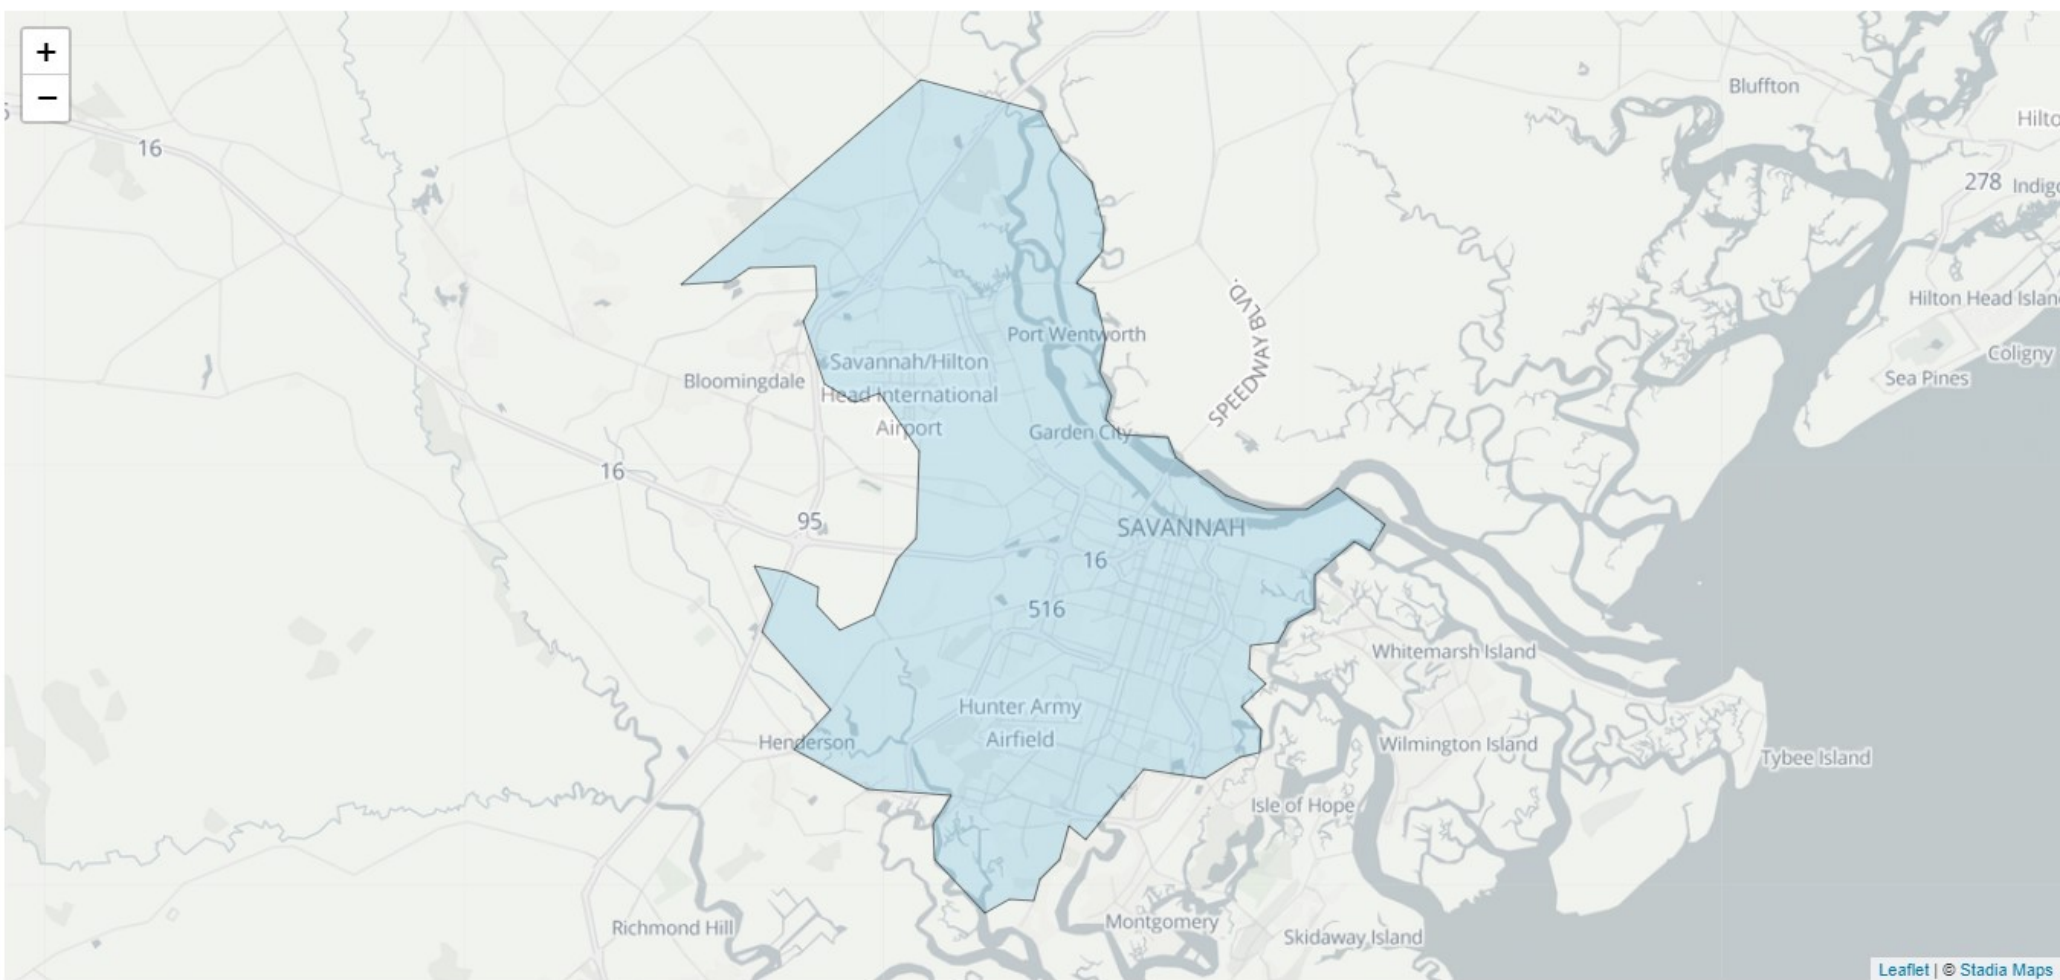 +
−
16
Bluffton
Hilto
278
Indigo
Hilton Head Islan
Coligny
Sea Pines
SPEEDWAY BLVD.
Port Wentworth
Savannah/Hilton
Head International
Airport
Bloomingdale
Garden City
16
95
SAVANNAH
16
516
Whitemarsh Island
Hunter Army
Airfield
Henderson
Wilmington Island
Tybee Island
Isle of Hope
Richmond Hill
Montgomery
Skidaway Island
Leaflet | © Stadia Maps